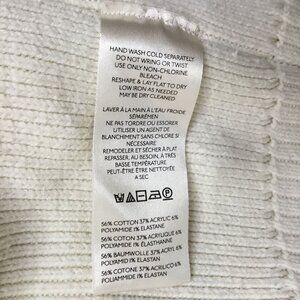 HAND WASH COLD SEPARATELY
DO NOT WRING OR TWIST
USE ONLY NON-CHLORINE
BLEACH
RESHAPE & LAY FLAT TO DRY
LOW IRON AS NEEDED
MAY BE DRY CLEANED
LAVER À LA MAIN À L'EAU FROIDE
SÉPARÉMEN
NE PAS TORDRE OU ESSORER
UTILISER UN AGENT DE
BLANCHIMENT SANS CHLORE SI
NÉCESSAIRE
REMODELER ET SÉCHER À PLAT
REPASSER, AU BESOIN, À TRÈS
BASSE TEMPÉRATURE
PEUT-ÊTRE ÊTRE NETTOYÉE
A SEC
56% COTTON 37% ACRYLIC 6%
POLYAMIDE 1% ELASTANE
56% COTON 37% ACRYLIQUE 6%
POLYAMIDE 1% ÉLASTHANNE
56% BAUMWOLLE 37% ACRYL 6%
POLYAMID 1% ELASTAN
56% COTONE 37% ACRILICO 6%
POLIAMMIDE 1% ELASTAN